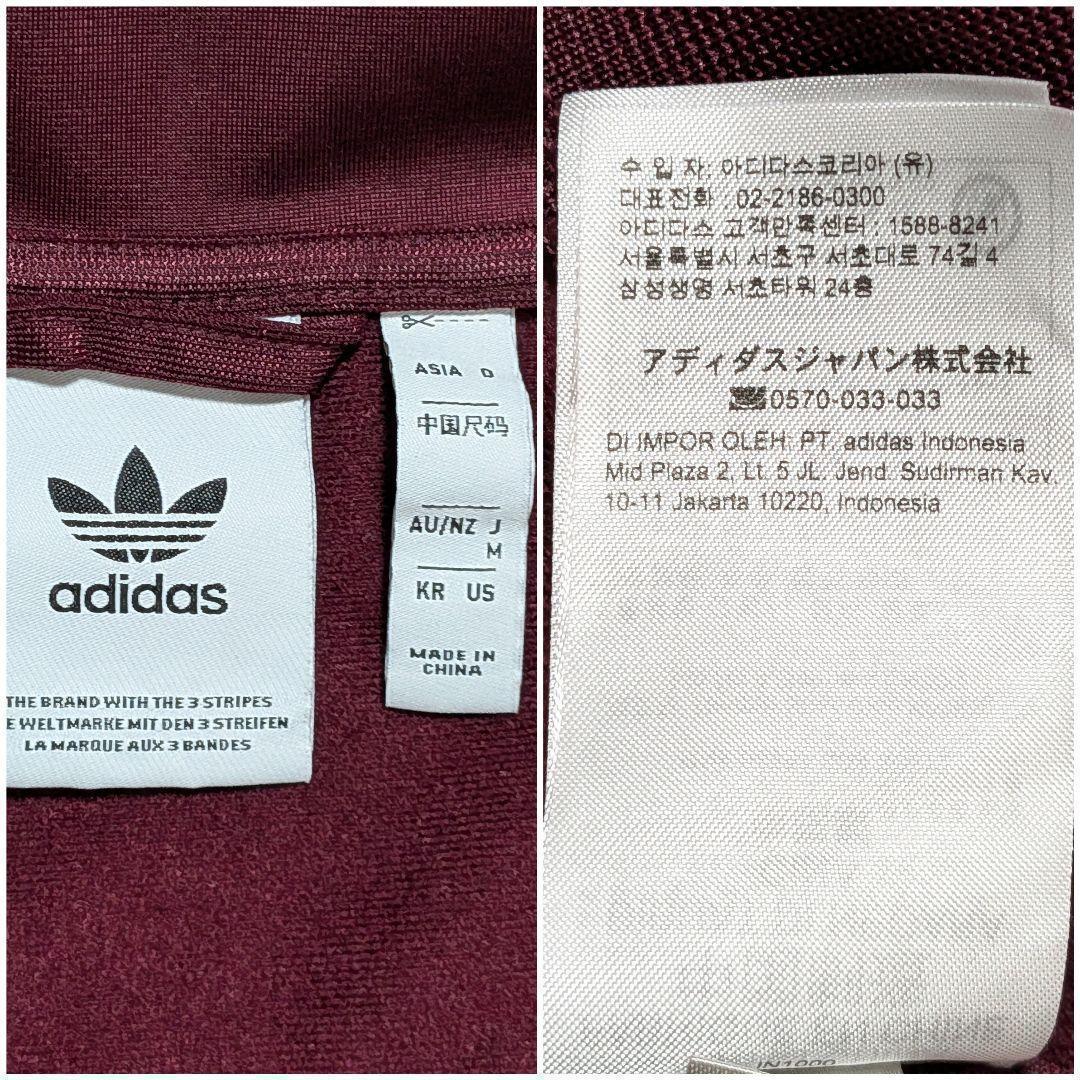 adidas
THE BRAND WITH THE 3 STRIPES
E WELTMARKE MIT DEN 3 STREIFEN
LA MARQUE AUX 3 BANDES
ASIA D
中国尺码
AU/NZ J
M
KR US
MADE IN
CHINA
수 입 자: 아디다스코리아 (유)
대표전화 : 02-2186-0300
아디다스 고객만족센터 : 1588-8241
서울특별시 서초구 서초대로 74길 4
삼성생명 서초타워 24층
アディダスジャパン株式会社
0570-033-033
DI IMPOR OLEH: PT. adidas Indonesia
Mid Plaza 2, Lt. 5 JL. Jend. Sudirman Kav.
10-11 Jakarta 10220, Indonesia